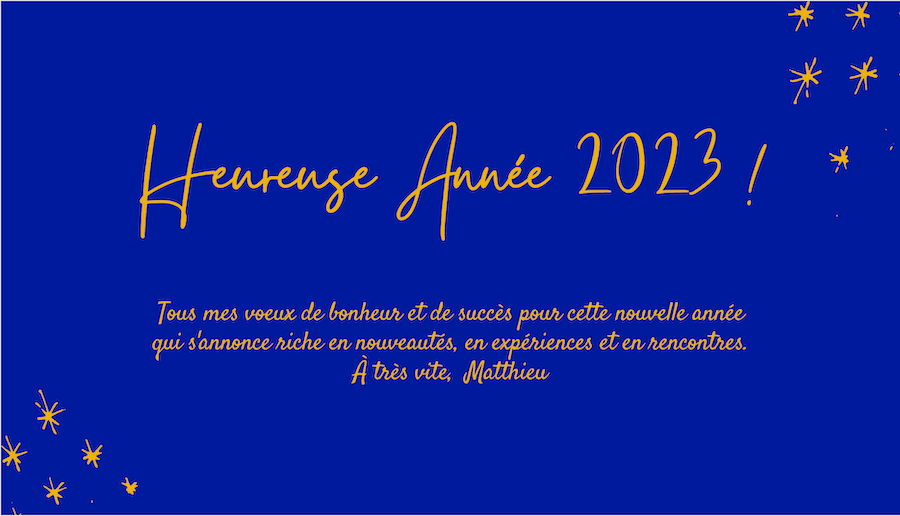 Heureuse Année 2023 !
Tous mes voeux de bonheur et de succès pour cette nouvelle année
qui s'annonce riche en nouveautés, en expériences et en rencontres.
À très vite, Matthieu